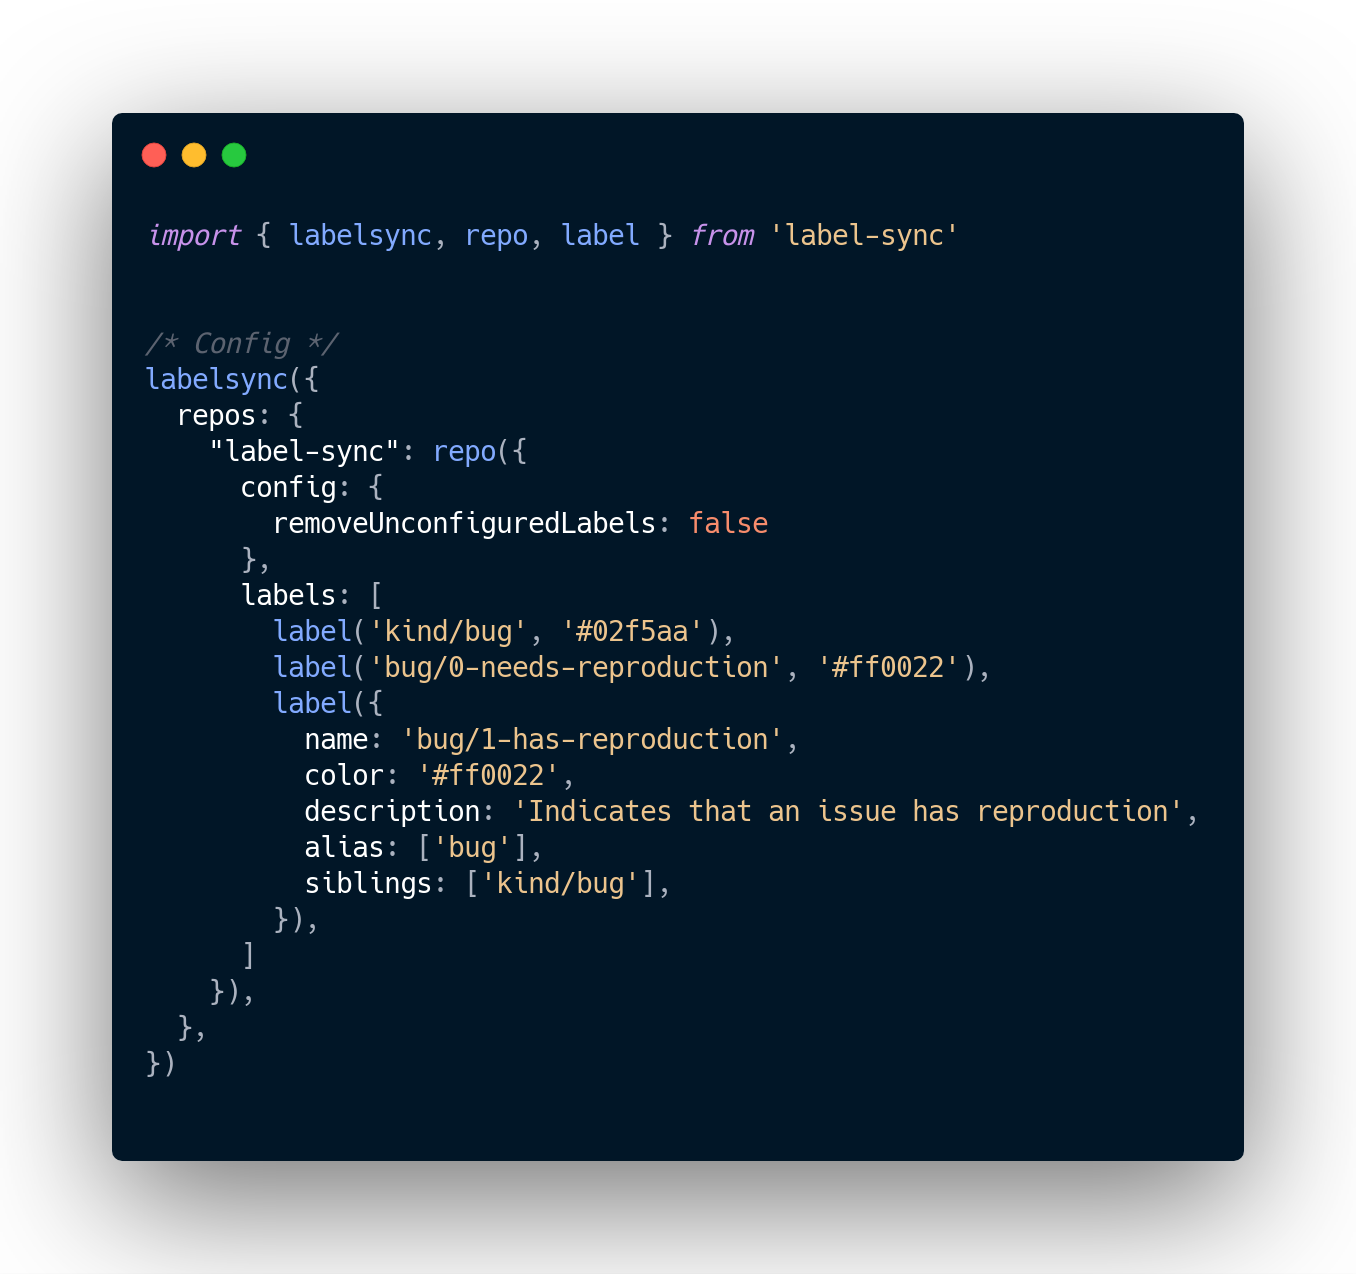 import { labelsync, repo, label } from 'label-sync'
/* Config */
labelsync({
  repos: {
    "label-sync": repo({
      config: {
        removeUnconfiguredLabels: false
      },
      labels: [
        label('kind/bug', '#02f5aa'),
        label('bug/0-needs-reproduction', '#ff0022'),
        label({
          name: 'bug/1-has-reproduction',
          color: '#ff0022',
          description: 'Indicates that an issue has reproduction',
          alias: ['bug'],
          siblings: ['kind/bug'],
        }),
      ]
    }),
  },
})